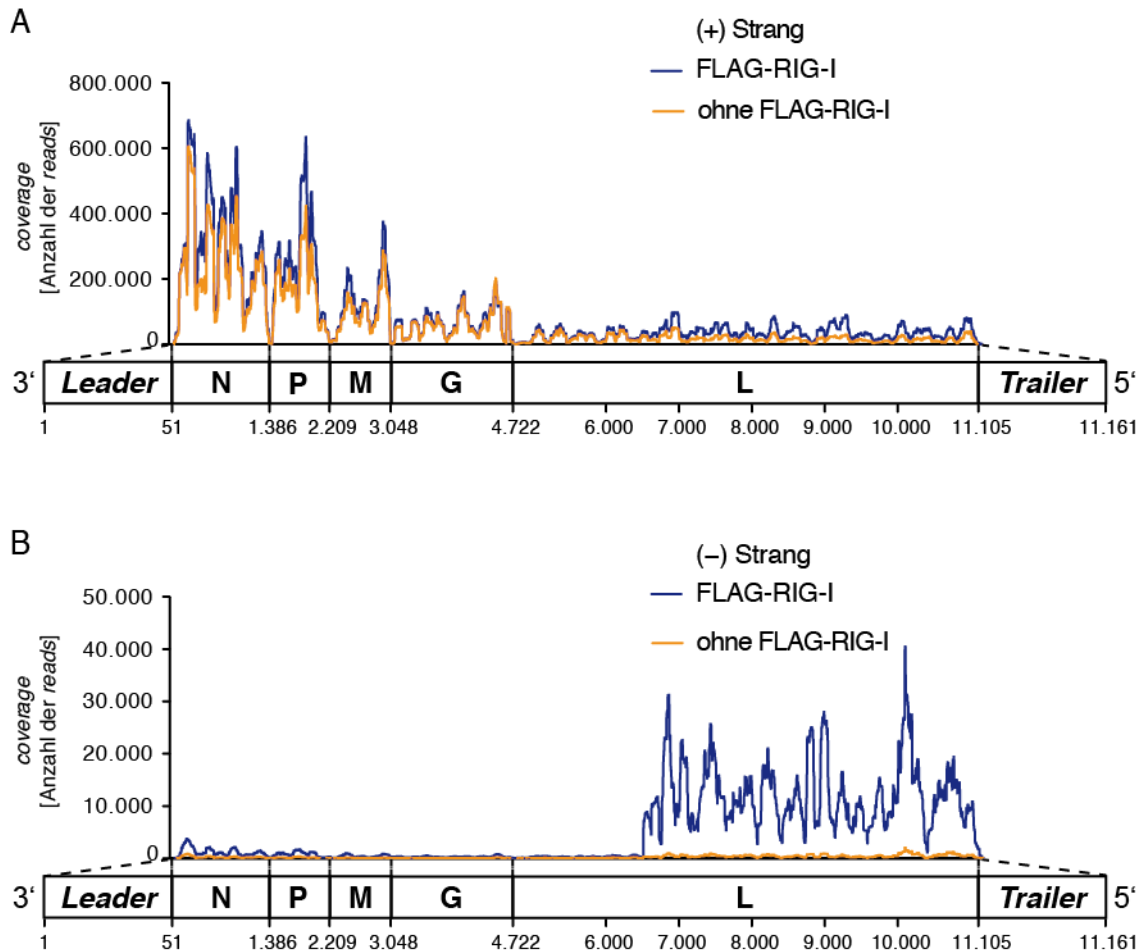 A
(+) Strang
FLAG-RIG-I
ohne FLAG-RIG-I
800.000
600.000
400.000
200.000
0
coverage
[Anzahl der reads]
3‘ Leader N P M G L Trailer 5‘
1 51 1.386 2.209 3.048 4.722 6.000 7.000 8.000 9.000 10.000 11.105 11.161
B
(–) Strang
FLAG-RIG-I
ohne FLAG-RIG-I
50.000
40.000
30.000
20.000
10.000
0
coverage
[Anzahl der reads]
3‘ Leader N P M G L Trailer 5‘
1 51 1.386 2.209 3.048 4.722 6.000 7.000 8.000 9.000 10.000 11.105 11.161